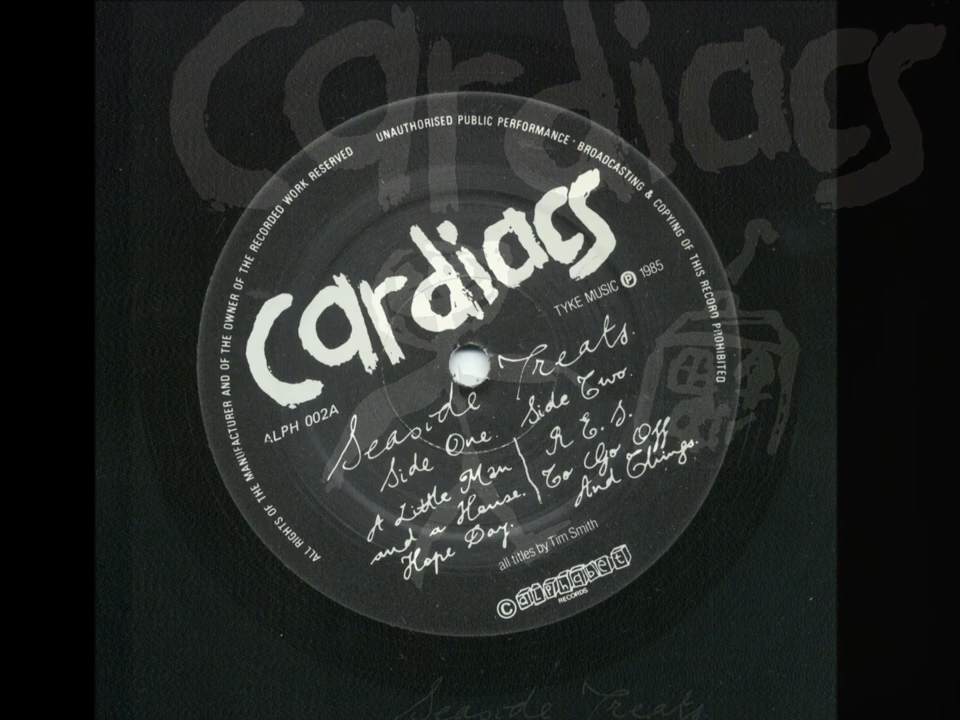 cardiacs
ALL RIGHTS OF THE MANUFACTURER AND OF THE OWNER OF THE RECORDED WORK RESERVED
UNAUTHORISED PUBLIC PERFORMANCE · BROADCASTING & COPYING OF THIS RECORD PROHIBITED
cardiacs
TYKE MUSIC Ⓟ 1985
ALPH 002A
Seaside Treats.
Side One.
A Little Man
and a House.
Hope Day.
Side Two.
R. E. S.
To Go Off
And Things.
all titles by Tim Smith
© alphabet
RECORDS
Seaside Treats